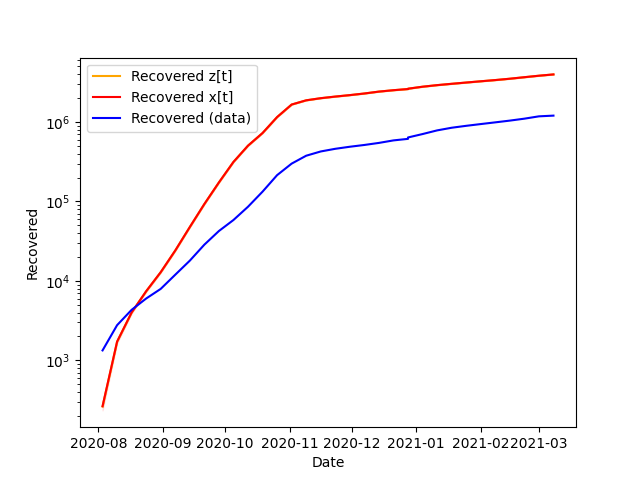 Recovered z[t]
Recovered x[t]
Recovered (data)
10^6
10^5
10^4
10^3
Recovered
2020-08 2020-09 2020-10 2020-11 2020-12 2021-01 2021-02 2021-03
Date